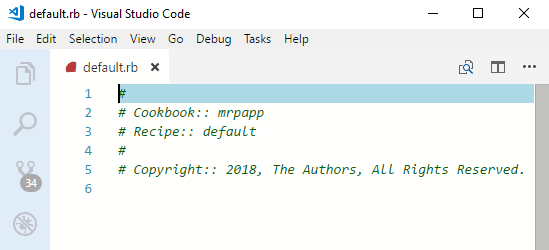 default.rb - Visual Studio Code
File Edit Selection View Go Debug Tasks Help
default.rb
1 #
2 # Cookbook:: mrpapp
3 # Recipe:: default
4 #
5 # Copyright:: 2018, The Authors, All Rights Reserved.
6
34